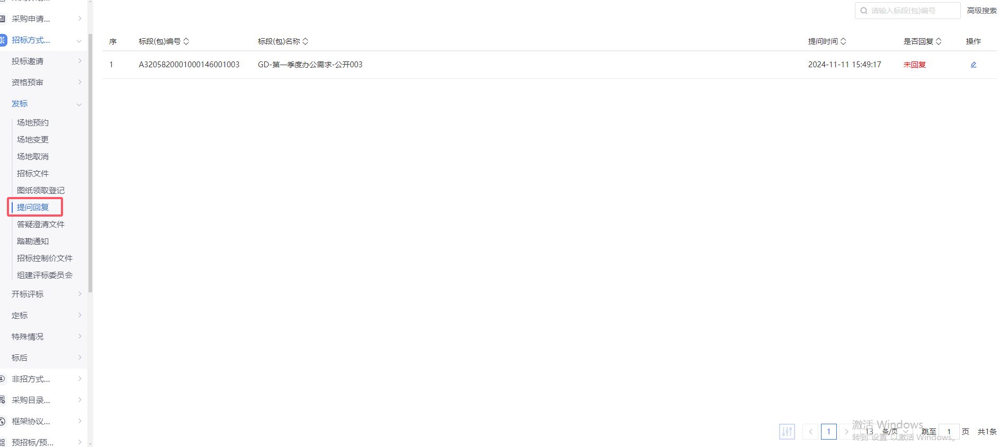 采购申请...
招标方式...
投标邀请
资格预审
发标
场地预约
场地变更
场地取消
招标文件
图纸领取登记
提问回复
答疑澄清文件
踏勘通知
招标控制价文件
组建评标委员会
开标评标
定标
特殊情况
标后
非招方式...
采购目录...
框架协议...
预招标/预...
请输入标段(包)编号 高级搜索
序 标段(包)编号 标段(包)名称 提问时间 是否回复 操作
1 A3205820001000146001003 GD-第一季度办公需求-公开003 2024-11-11 15:49:17 未回复
1 13 条/页 跳至 1 页 共1条
激活 Windows
转到"设置"以激活 Windows。